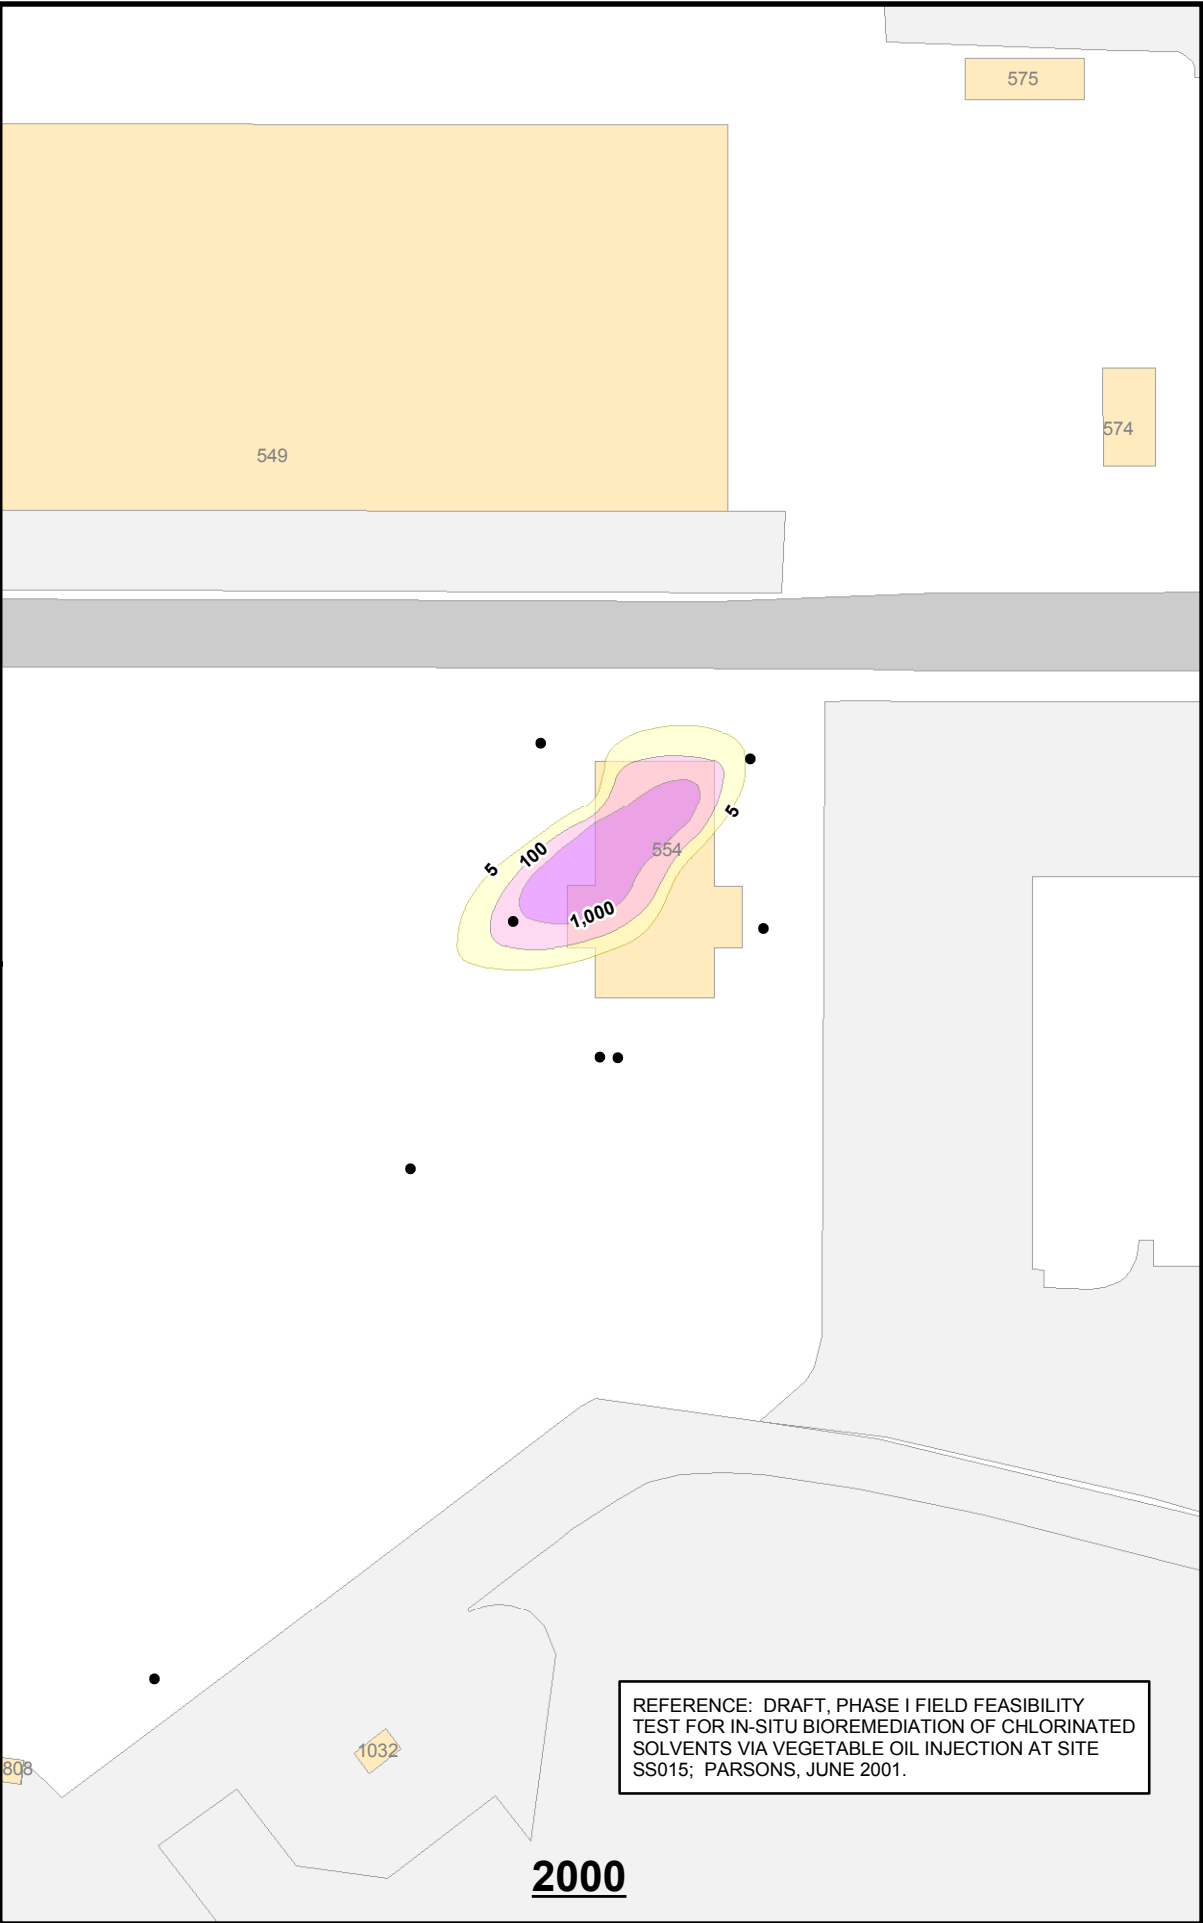 575
574
549
5
554
100
5
1,000
REFERENCE: DRAFT, PHASE I FIELD FEASIBILITY
TEST FOR IN-SITU BIOREMEDIATION OF CHLORINATED
SOLVENTS VIA VEGETABLE OIL INJECTION AT SITE
SS015; PARSONS, JUNE 2001.
1032
808
2000